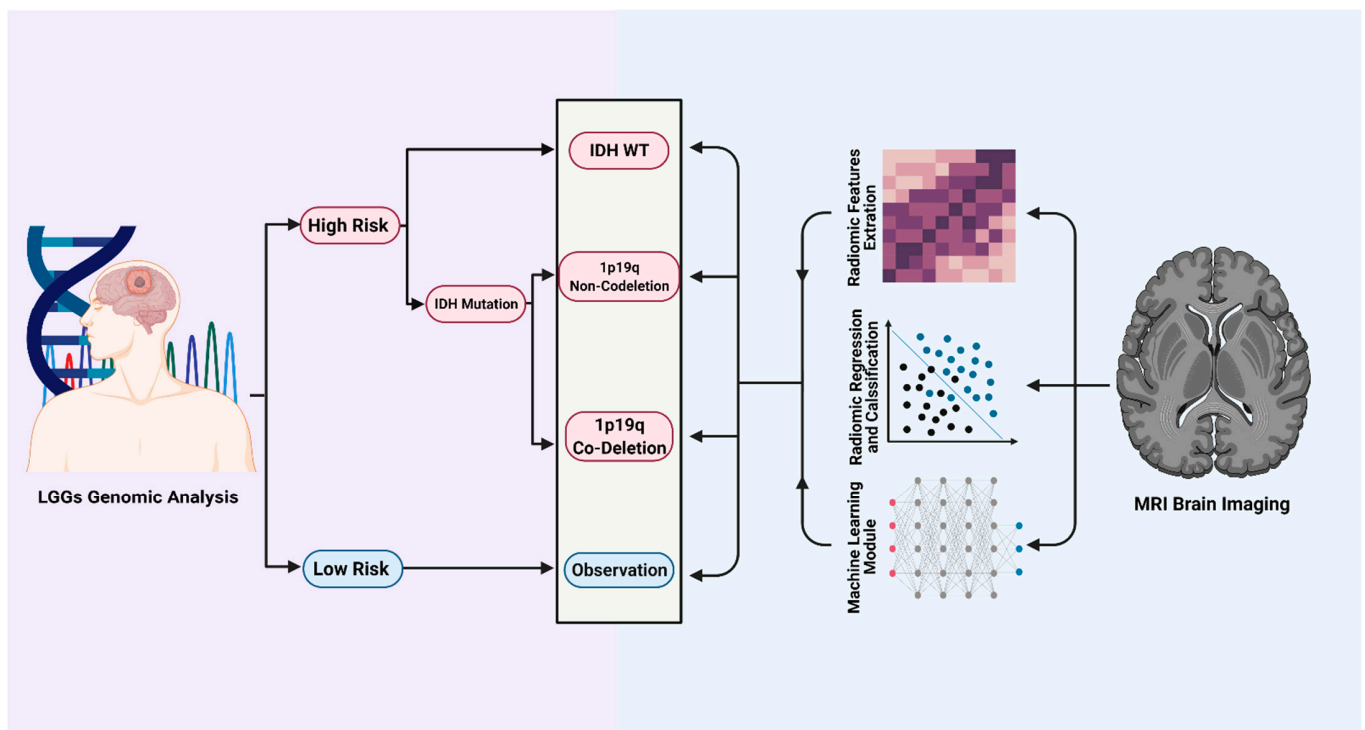 LGGs Genomic Analysis
High Risk
Low Risk
IDH Mutation
IDH WT
1p19q
Non-Codeletion
1p19q
Co-Deletion
Observation
Radiomic Features
Extration
Radiomic Regression
and Calssification
Machine Learning
Module
MRI Brain Imaging